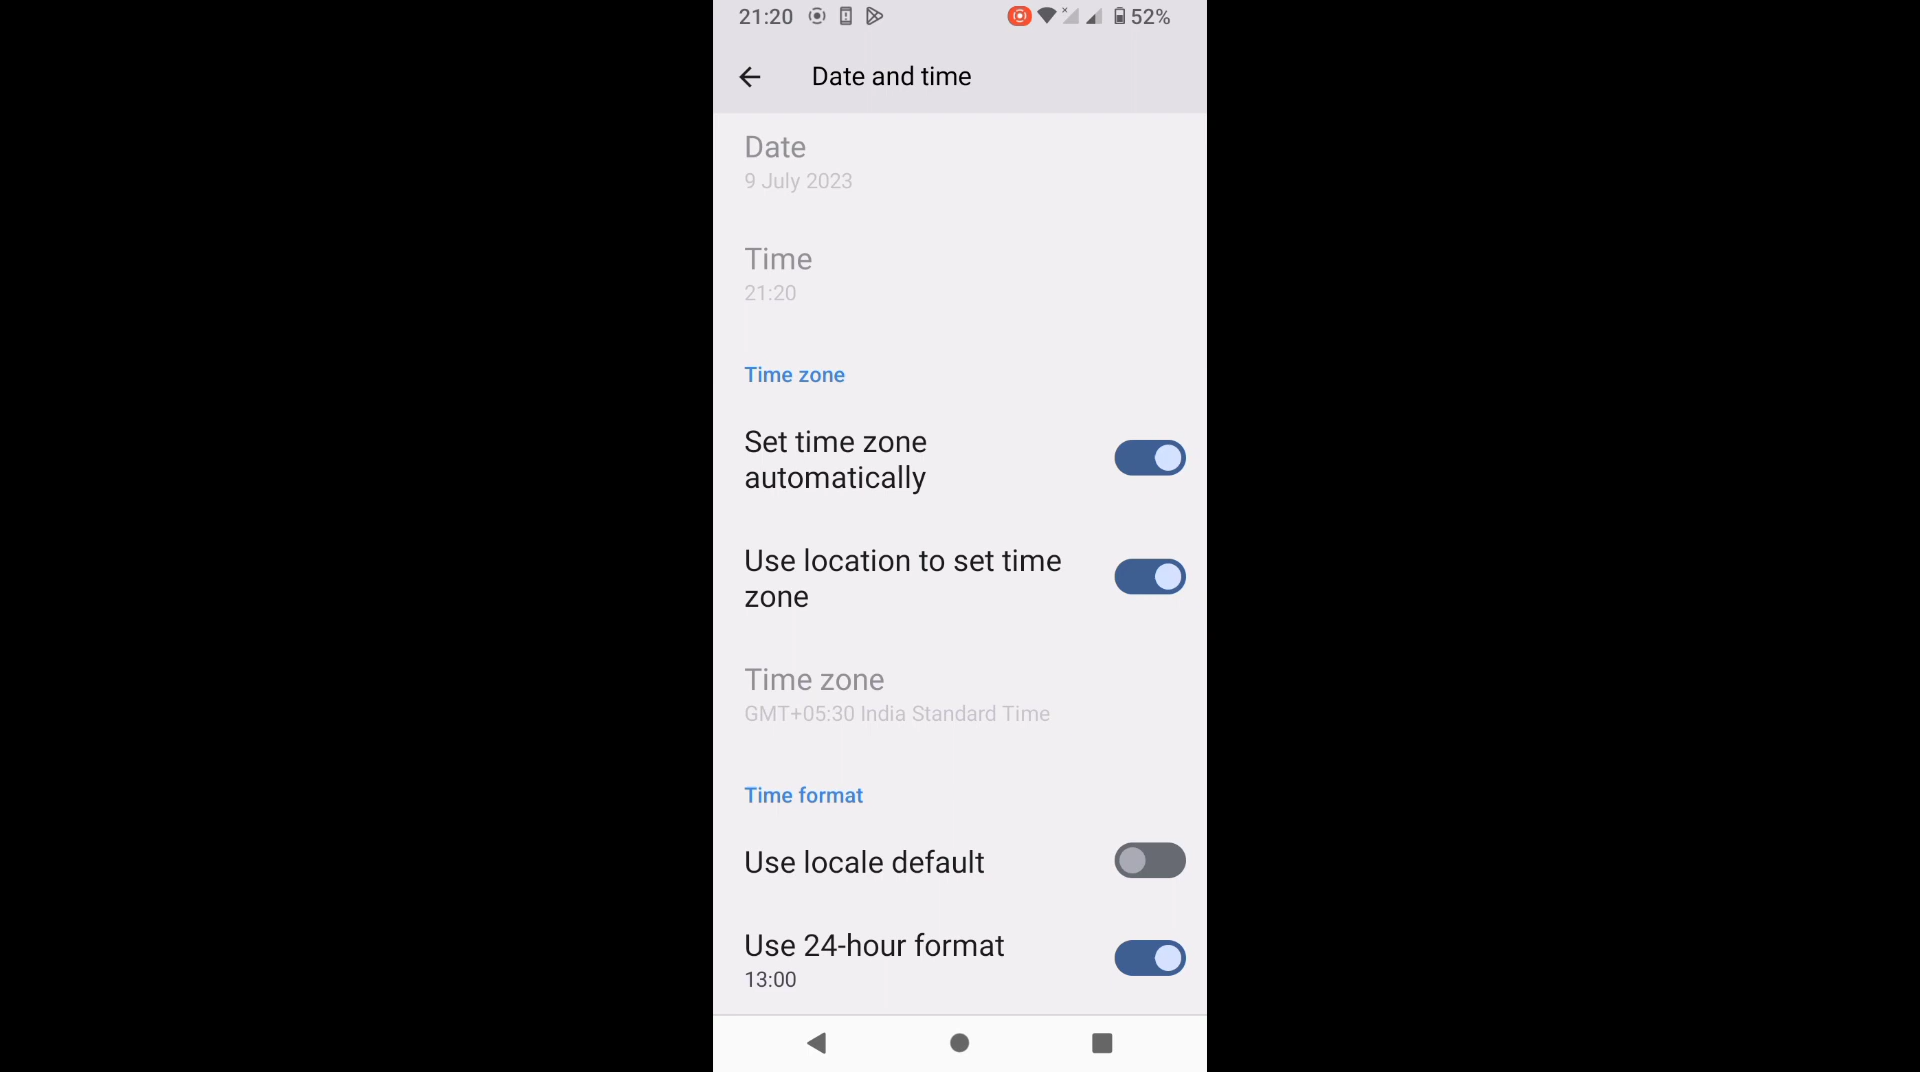 21:20
52%
Date and time
Date
9 July 2023
Time
21:20
Time zone
Set time zone
automatically
Use location to set time
zone
Time zone
GMT+05:30 India Standard Time
Time format
Use locale default
Use 24-hour format
13:00